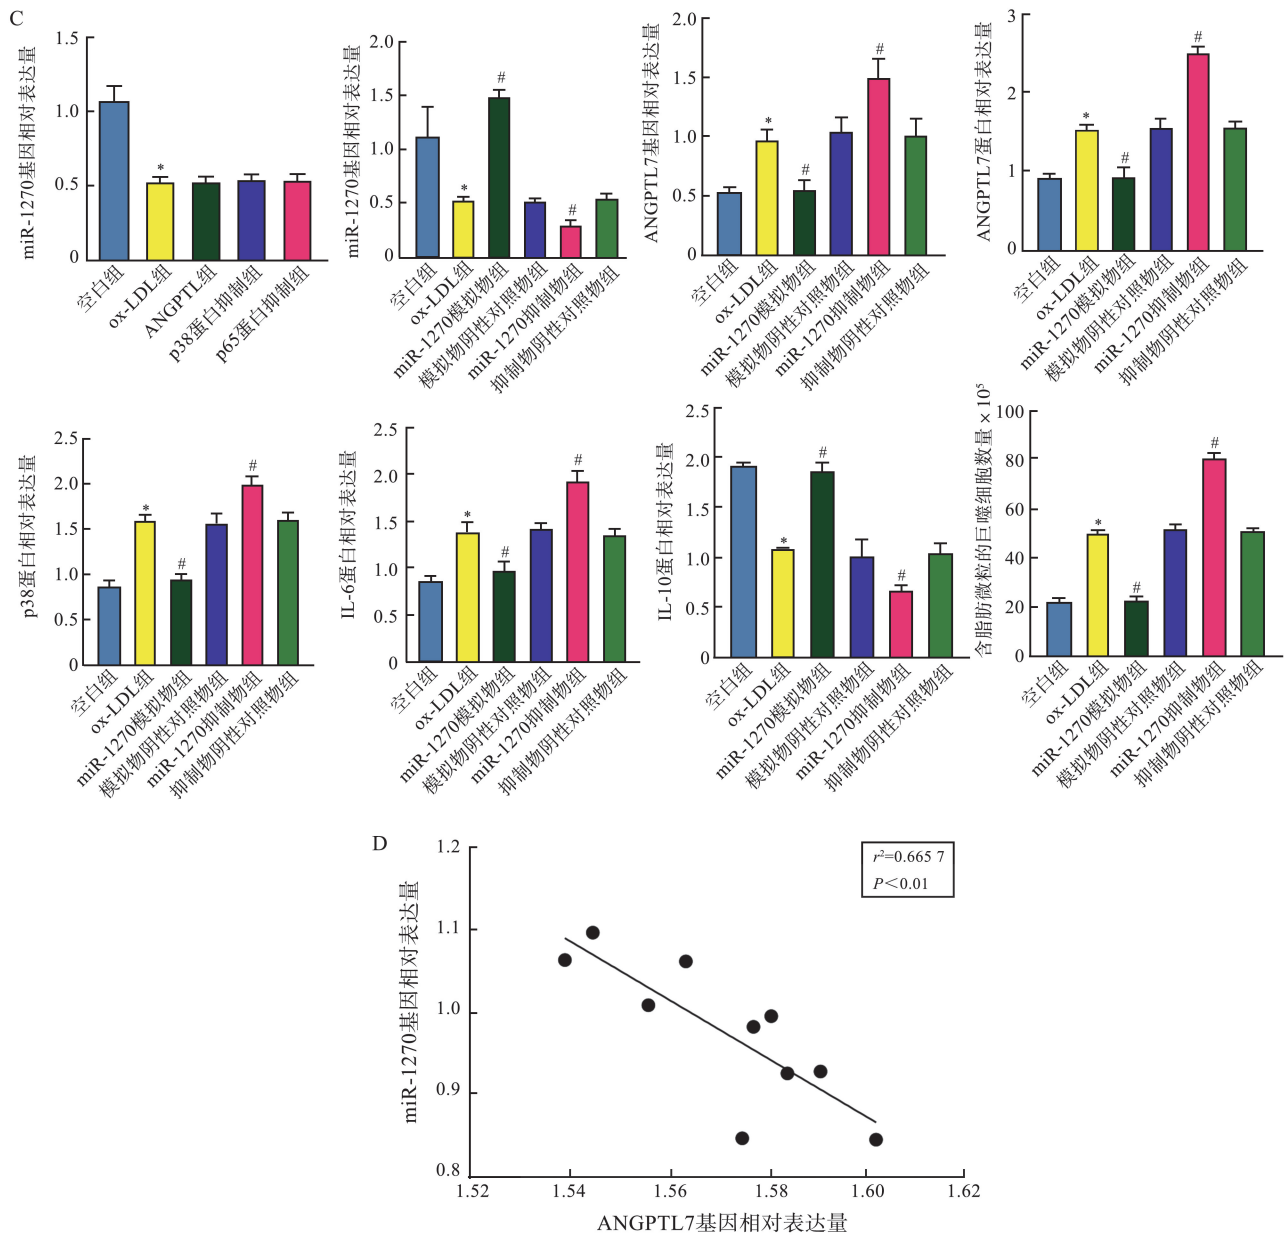 C
miR-1270基因相对表达量
1.5
1.0
0.5
0
*
空白组
ox-LDL组
ANGPTL组
p38蛋白抑制组
p65蛋白抑制组
miR-1270基因相对表达量
2.0
1.5
1.0
0.5
0
*
#
#
空白组
ox-LDL组
miR-1270模拟物组
模拟物阴性对照物组
miR-1270抑制物组
抑制物阴性对照物组
ANGPTL7基因相对表达量
2.0
1.5
1.0
0.5
0
*
#
#
空白组
ox-LDL组
miR-1270模拟物组
模拟物阴性对照物组
miR-1270抑制物组
抑制物阴性对照物组
ANGPTL7蛋白相对表达量
3
2
1
0
*
#
#
空白组
ox-LDL组
miR-1270模拟物组
模拟物阴性对照物组
miR-1270抑制物组
抑制物阴性对照物组
p38蛋白相对表达量
2.5
2.0
1.5
1.0
0.5
0
*
#
#
空白组
ox-LDL组
miR-1270模拟物组
模拟物阴性对照物组
miR-1270抑制物组
抑制物阴性对照物组
IL-6蛋白相对表达量
2.5
2.0
1.5
1.0
0.5
0
*
#
#
空白组
ox-LDL组
miR-1270模拟物组
模拟物阴性对照物组
miR-1270抑制物组
抑制物阴性对照物组
IL-10蛋白相对表达量
2.5
2.0
1.5
1.0
0.5
0
*
#
#
空白组
ox-LDL组
miR-1270模拟物组
模拟物阴性对照物组
miR-1270抑制物组
抑制物阴性对照物组
含脂肪微粒的巨噬细胞数量×10⁵
100
80
60
40
20
0
*
#
#
空白组
ox-LDL组
miR-1270模拟物组
模拟物阴性对照物组
miR-1270抑制物组
抑制物阴性对照物组
D
miR-1270基因相对表达量
1.2
1.1
1.0
0.9
0.8
r²=0.665 7
P＜0.01
1.52
1.54
1.56
1.58
1.60
1.62
ANGPTL7基因相对表达量